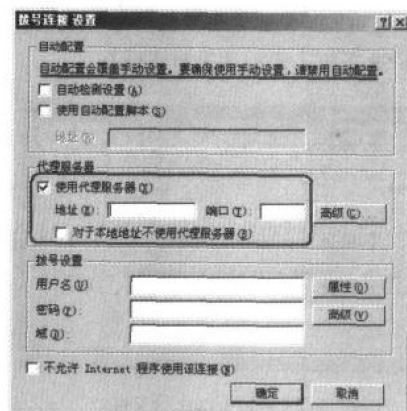 拨号连接 设置
自动配置
自动配置会覆盖手动设置。要确保使用手动设置，请禁用自动配置。
自动检测设置(A)
使用自动配置脚本(S)
地址(R)
代理服务器
使用代理服务器(X)
地址(E): 端口(T): 高级(C)
对于本地地址不使用代理服务器(B)
拨号设置
用户名(U) 属性(O)
密码(P): 高级(V)
域(D):
不允许 Internet 程序使用该连接(N)
确定 取消